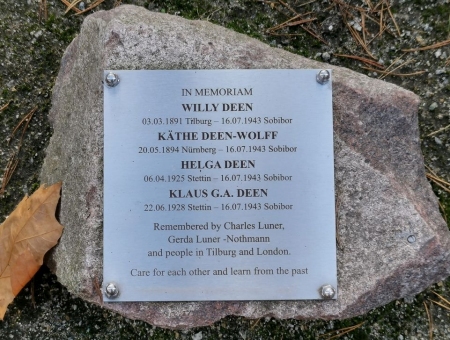 IN MEMORIAM
WILLY DEEN
03.03.1891 Tilburg – 16.07.1943 Sobibor
KÄTHE DEEN-WOLFF
20.05.1894 Nürnberg – 16.07.1943 Sobibor
HELGA DEEN
06.04.1925 Stettin – 16.07.1943 Sobibor
KLAUS G.A. DEEN
22.06.1928 Stettin – 16.07.1943 Sobibor
Remembered by Charles Luner,
Gerda Luner -Nothmann
and people in Tilburg and London.
Care for each other and learn from the past